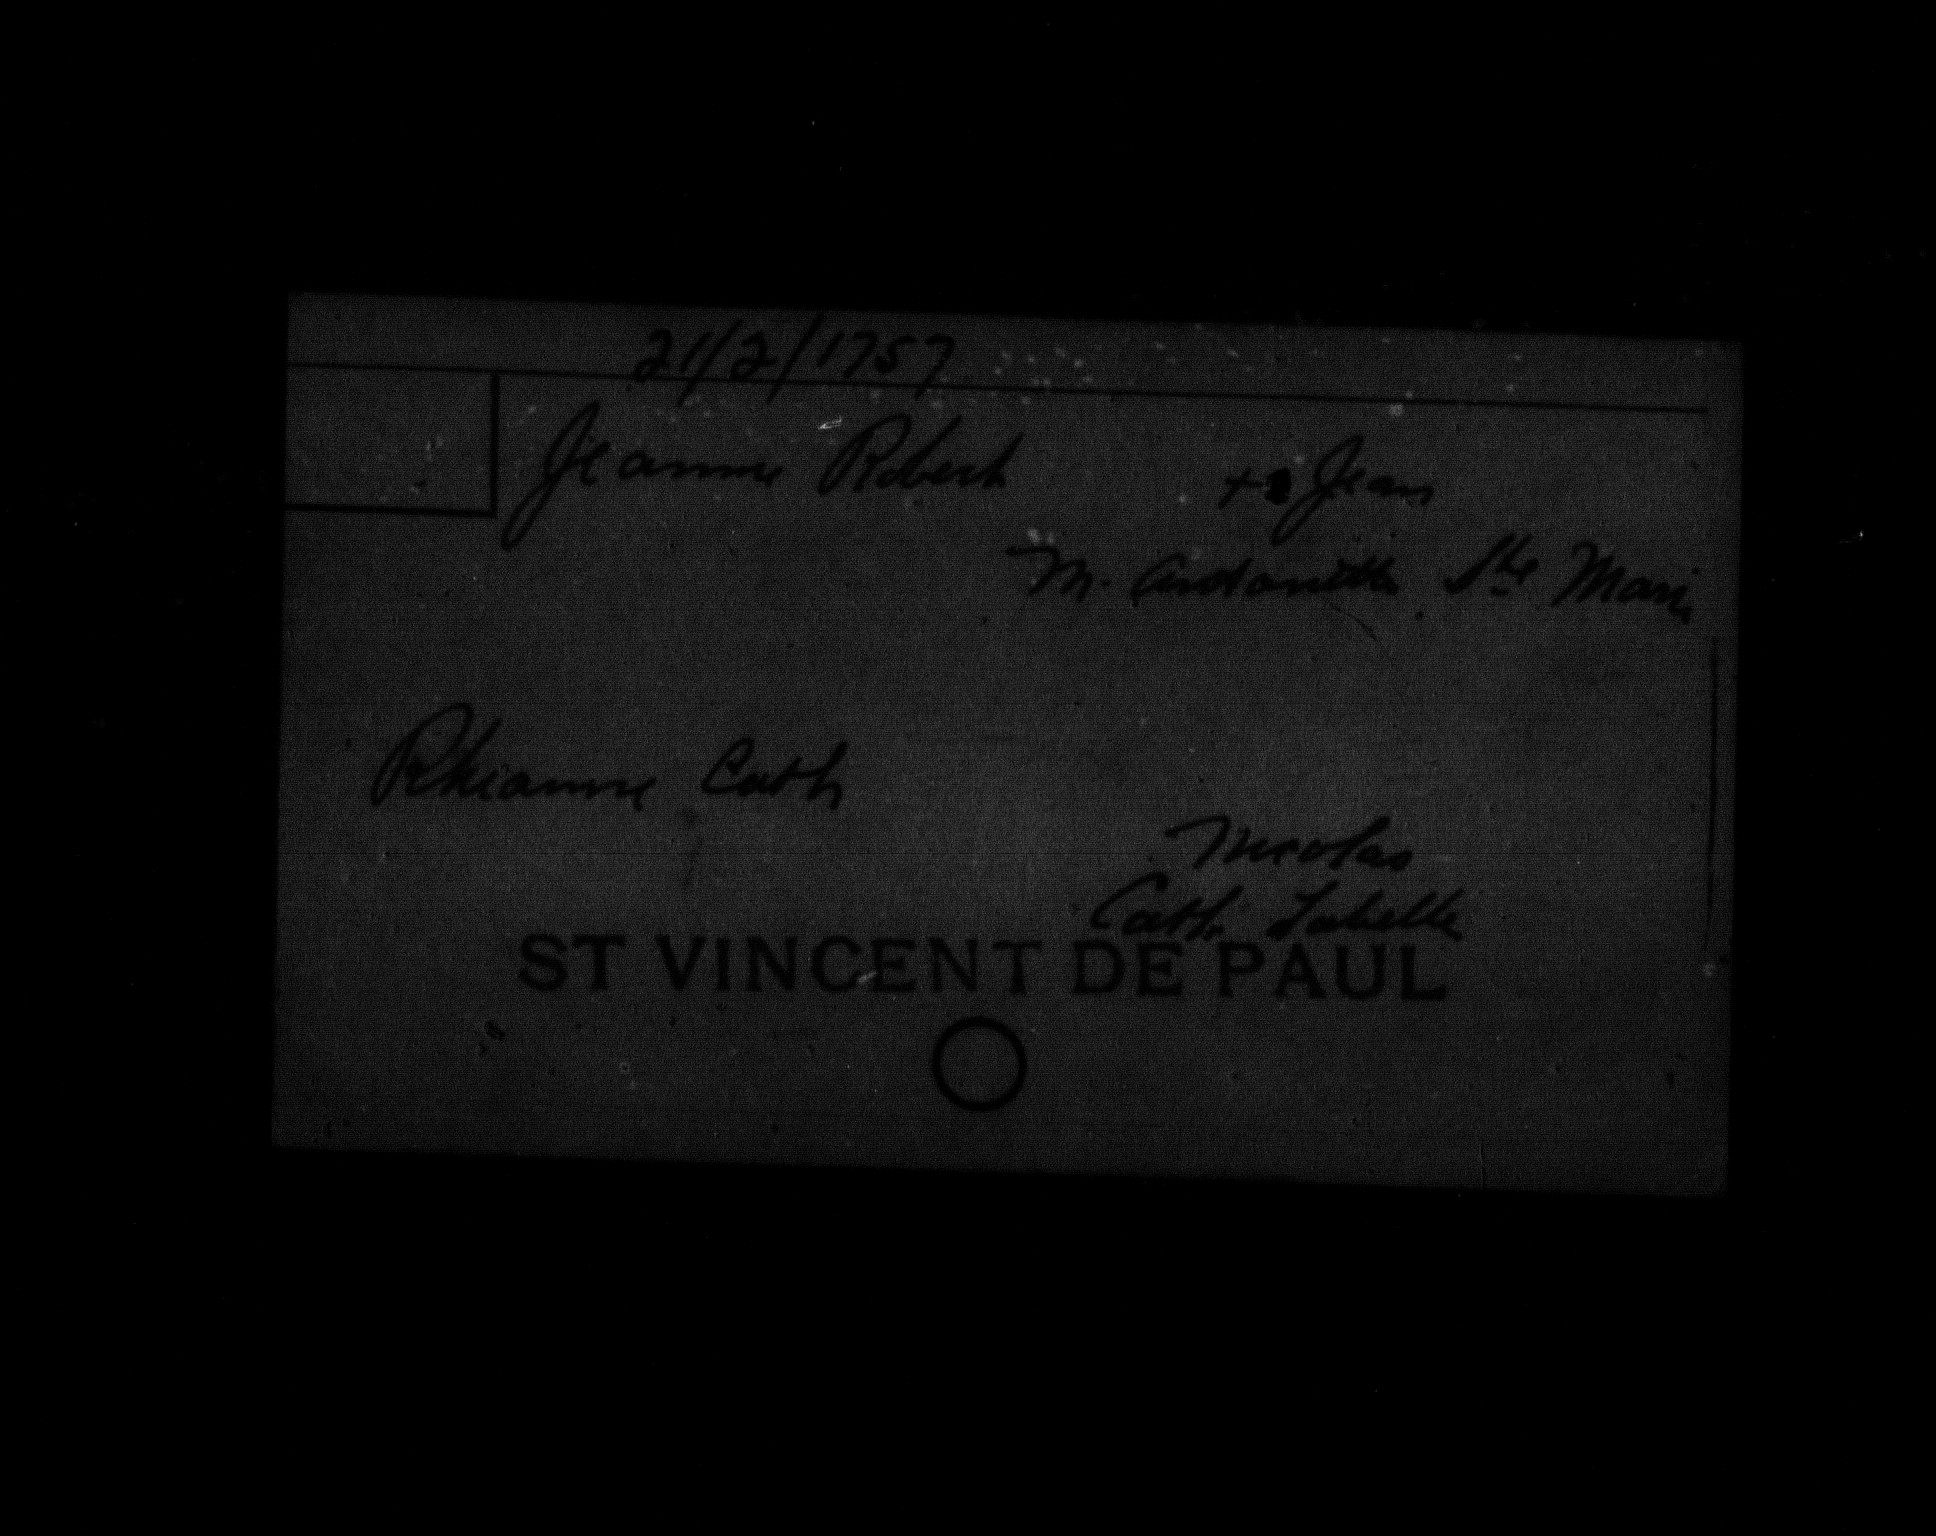 21/2/1757
Jeanne Robert + Jean
M. Antoinette Ste Marie
Rhéaume Cath
Nicolas
Cath. Labelle
ST VINCENT DE PAUL